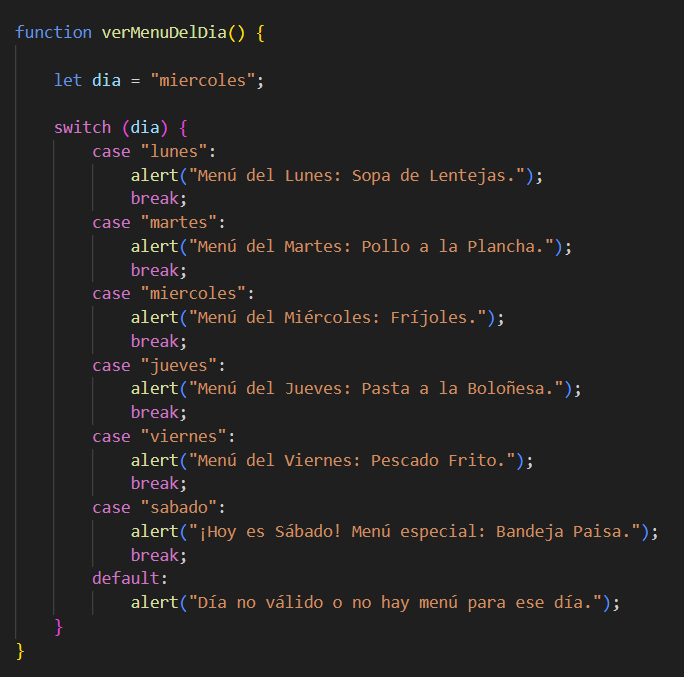 function verMenuDelDia() {
let dia = "miercoles";
switch (dia) {
case "lunes":
alert("Menú del Lunes: Sopa de Lentejas.");
break;
case "martes":
alert("Menú del Martes: Pollo a la Plancha.");
break;
case "miercoles":
alert("Menú del Miércoles: Fríjoles.");
break;
case "jueves":
alert("Menú del Jueves: Pasta a la Boloñesa.");
break;
case "viernes":
alert("Menú del Viernes: Pescado Frito.");
break;
case "sabado":
alert("¡Hoy es Sábado! Menú especial: Bandeja Paisa.");
break;
default:
alert("Día no válido o no hay menú para ese día.");
}
}